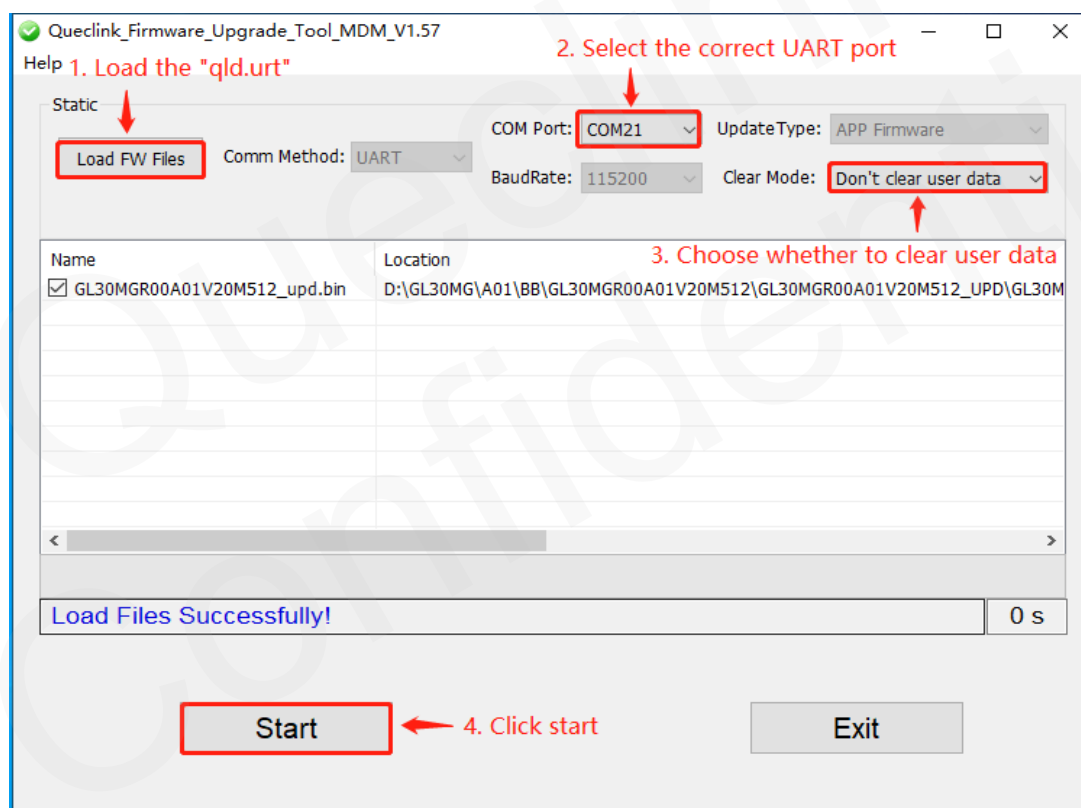 Queclink_Firmware_Upgrade_Tool_MDM_V1.57
Help
1. Load the "qld.urt"
2. Select the correct UART port
Static
Load FW Files
Comm Method: UART
COM Port: COM21
UpdateType: APP Firmware
BaudRate: 115200
Clear Mode: Don't clear user data
3. Choose whether to clear user data
Name Location
GL30MGR00A01V20M512_upd.bin D:\GL30MG\A01\BB\GL30MGR00A01V20M512\GL30MGR00A01V20M512_UPD\GL30M
Load Files Successfully! 0 s
Start
4. Click start
Exit
Queclink
Confidenti